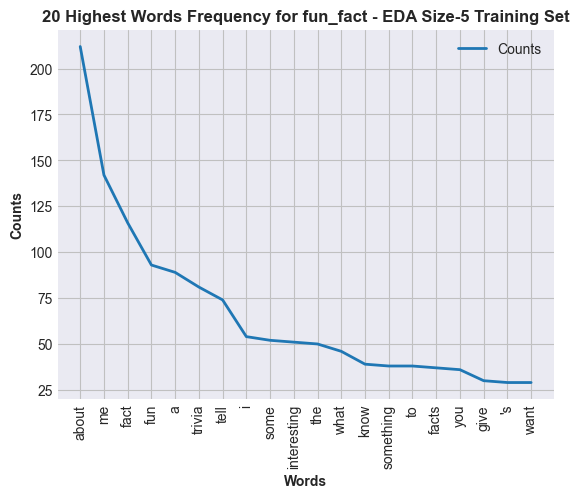 20 Highest Words Frequency for fun_fact - EDA Size-5 Training Set
Counts
200
175
150
125
100
75
50
25
Counts
about
me
fact
fun
a
trivia
tell
i
some
interesting
the
what
know
something
to
facts
you
give
's
want
Words